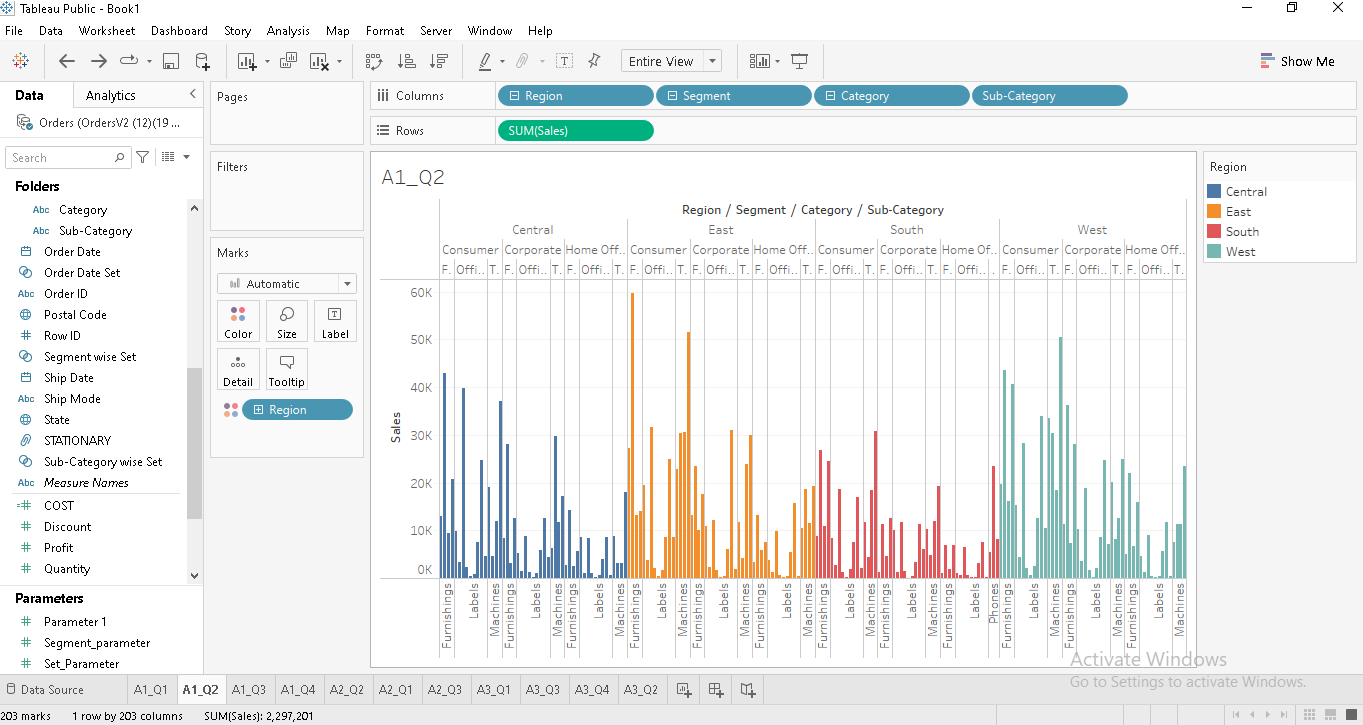 Tableau Public - Book1
File Data Worksheet Dashboard Story Analysis Map Format Server Window Help
Entire View
Show Me
Data Analytics
Orders (OrdersV2 (12)(19 ...
Search
Folders
Abc Category
Abc Sub-Category
Order Date
Order Date Set
Abc Order ID
Postal Code
Row ID
Segment wise Set
Ship Date
Abc Ship Mode
State
STATIONARY
Sub-Category wise Set
Abc Measure Names
COST
Discount
Profit
Quantity
Parameters
Parameter 1
Segment_parameter
Set_Parameter
Pages
Filters
Marks
Automatic
Color Size Label
Detail Tooltip
Region
Columns Region Segment Category Sub-Category
Rows SUM(Sales)
A1_Q2
Region / Segment / Category / Sub-Category
Central East South West
Consumer Corporate Home Off.. Consumer Corporate Home Off.. Consumer Corporate Home Of.. Consumer Corporate Home Off..
F. Offi.. T. F. Offi.. T. F. Offi.. T. F. Offi.. T. F. Offi.. T. F. Offi.. T. F. Offi.. T. F. Offi.. T. F. Offi.. T. F. Offi.. T. F. Offi.. T. F. Offi.. T.
60K
50K
40K
30K
20K
10K
0K
Sales
Furnishings Labels Machines Furnishings Labels Machines Furnishings Labels Machines Furnishings Labels Machines Furnishings Labels Machines Furnishings Labels Machines Furnishings Labels Machines Furnishings Labels Machines Furnishings Labels Phones Furnishings Labels Machines Furnishings Labels Machines Furnishings Labels Machines
Region
Central
East
South
West
Activate Windows
Go to Settings to activate Windows.
Data Source A1_Q1 A1_Q2 A1_Q3 A1_Q4 A2_Q2 A2_Q1 A2_Q3 A3_Q1 A3_Q3 A3_Q4 A3_Q2
203 marks 1 row by 203 columns SUM(Sales): 2,297,201